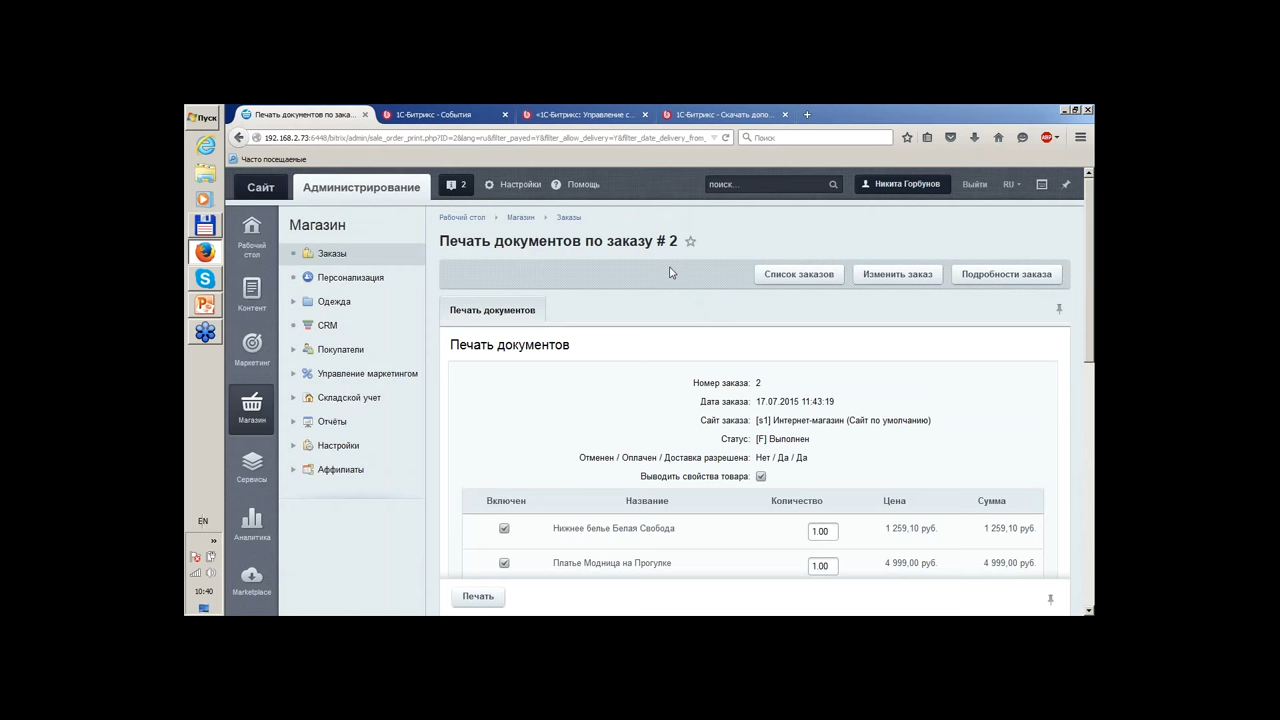 Пуск
Печать документов по зака...
1С-Битрикс - События
«1С-Битрикс: Управление с...
1С-Битрикс - Скачать допо...
192.168.2.73:6448/bitrix/admin/sale_order_print.php?ID=2&lang=ru&filter_payed=Y&filter_allow_delivery=Y&filter_date_delivery_from_
Поиск
ABP
Часто посещаемые
Сайт
Администрирование
2
Настройки
Помощь
поиск...
Никита Горбунов
Выйти
RU
Рабочий стол
Контент
Маркетинг
Магазин
Сервисы
Аналитика
Marketplace
Магазин
Заказы
Персонализация
Одежда
CRM
Покупатели
Управление маркетингом
Складской учет
Отчёты
Настройки
Аффилиаты
Рабочий стол Магазин Заказы
Печать документов по заказу # 2
Список заказов
Изменить заказ
Подробности заказа
Печать документов
Печать документов
Номер заказа: 2
Дата заказа: 17.07.2015 11:43:19
Сайт заказа: [s1] Интернет-магазин (Сайт по умолчанию)
Статус: [F] Выполнен
Отменен / Оплачен / Доставка разрешена: Нет / Да / Да
Выводить свойства товара:
Включен Название Количество Цена Сумма
Нижнее белье Белая Свобода 1.00 1 259,10 руб. 1 259,10 руб.
Платье Модница на Прогулке 1.00 4 999,00 руб. 4 999,00 руб.
Печать
EN
10:40